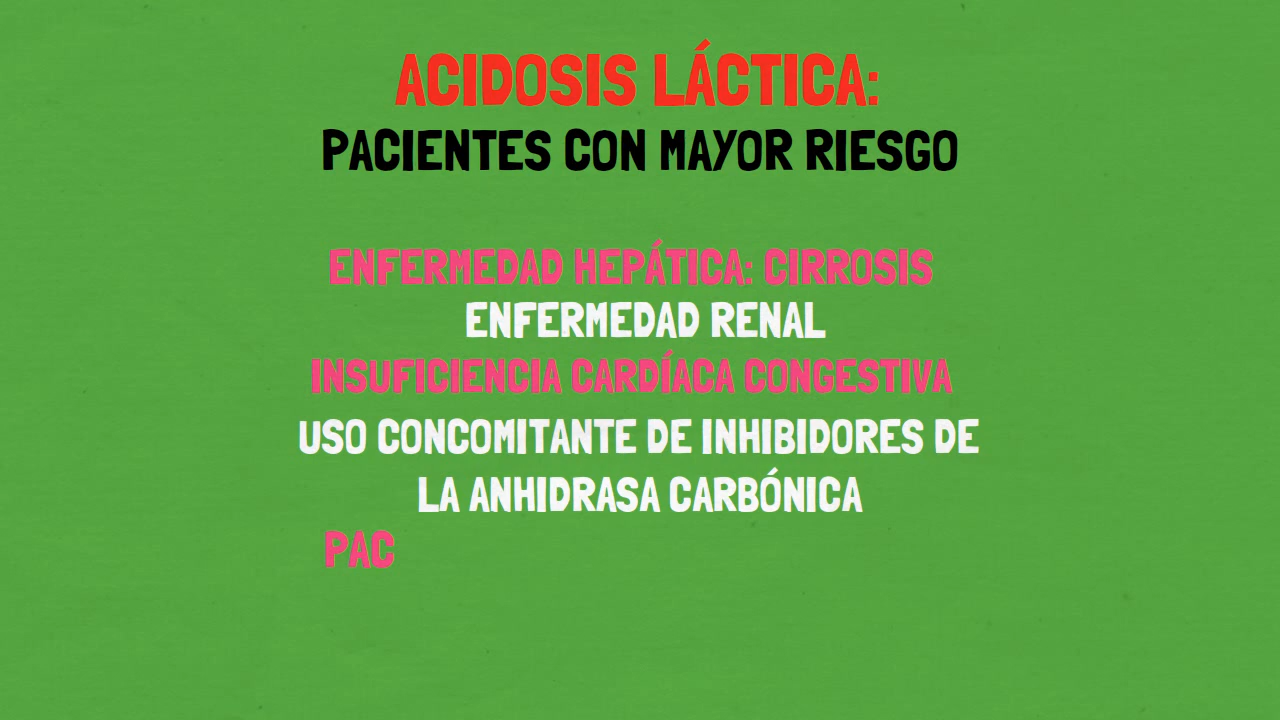 ACIDOSIS LÁCTICA:
PACIENTES CON MAYOR RIESGO
ENFERMEDAD HEPÁTICA: CIRROSIS
ENFERMEDAD RENAL
INSUFICIENCIA CARDÍACA CONGESTIVA
USO CONCOMITANTE DE INHIBIDORES DE
LA ANHIDRASA CARBÓNICA
PAC